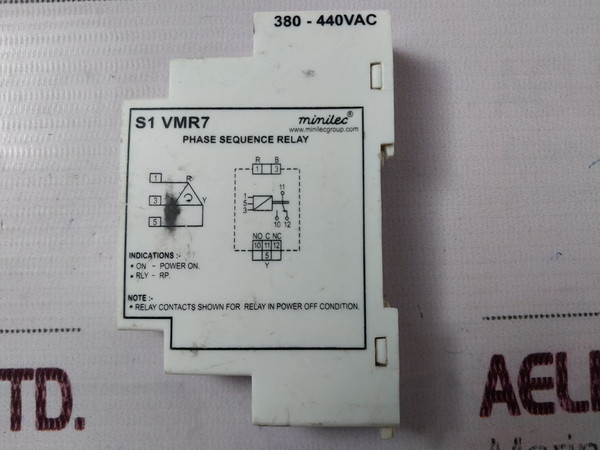 380 - 440VAC
S1 VMR7
minilec®
www.minilecgroup.com
PHASE SEQUENCE RELAY
1
3
5
R
Y
R B
1 3
11
1
5
3
10 12
NO C NC
10 11 12
5
Y
INDICATIONS :-
• ON - POWER ON.
• RLY - RP.
NOTE :-
• RELAY CONTACTS SHOWN FOR RELAY IN POWER OFF CONDITION.
LTD.
AEL